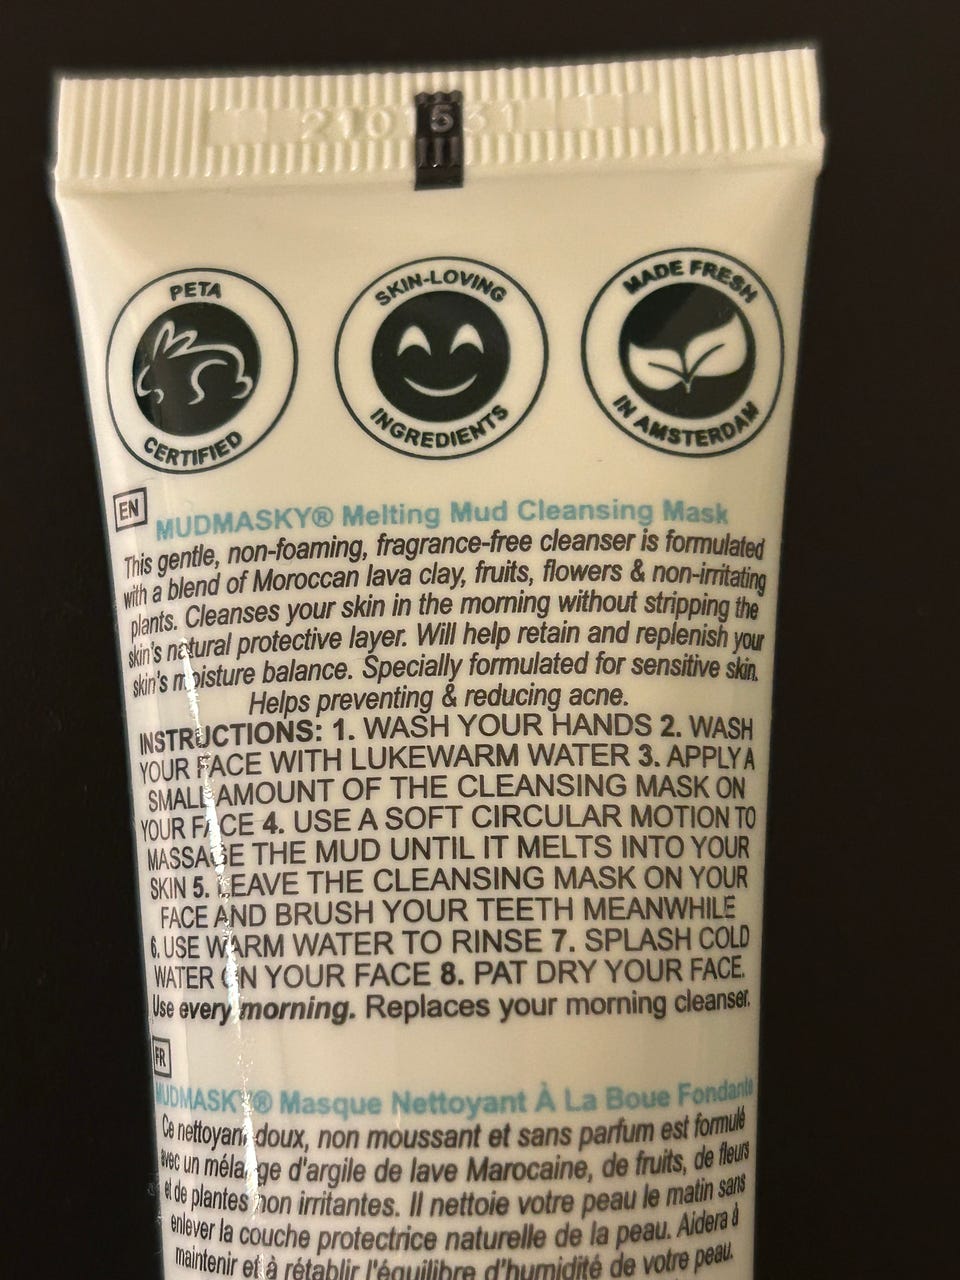 2101531
PETA
CERTIFIED
SKIN-LOVING
INGREDIENTS
MADE FRESH
IN AMSTERDAM
EN
MUDMASKY® Melting Mud Cleansing Mask
This gentle, non-foaming, fragrance-free cleanser is formulated
with a blend of Moroccan lava clay, fruits, flowers & non-irritating
plants. Cleanses your skin in the morning without stripping the
skin's natural protective layer. Will help retain and replenish your
skin's moisture balance. Specially formulated for sensitive skin.
Helps preventing & reducing acne.
INSTRUCTIONS: 1. WASH YOUR HANDS 2. WASH
YOUR FACE WITH LUKEWARM WATER 3. APPLY A
SMALL AMOUNT OF THE CLEANSING MASK ON
YOUR FACE 4. USE A SOFT CIRCULAR MOTION TO
MASSAGE THE MUD UNTIL IT MELTS INTO YOUR
SKIN 5. LEAVE THE CLEANSING MASK ON YOUR
FACE AND BRUSH YOUR TEETH MEANWHILE
6. USE WARM WATER TO RINSE 7. SPLASH COLD
WATER ON YOUR FACE 8. PAT DRY YOUR FACE.
Use every morning. Replaces your morning cleanser.
FR
MUDMASKY® Masque Nettoyant À La Boue Fondante
Ce nettoyant doux, non moussant et sans parfum est formulé
avec un mélange d'argile de lave Marocaine, de fruits, de fleurs
et de plantes non irritantes. Il nettoie votre peau le matin sans
enlever la couche protectrice naturelle de la peau. Aidera à
maintenir et à rétablir l'équilibre d'humidité de votre peau.